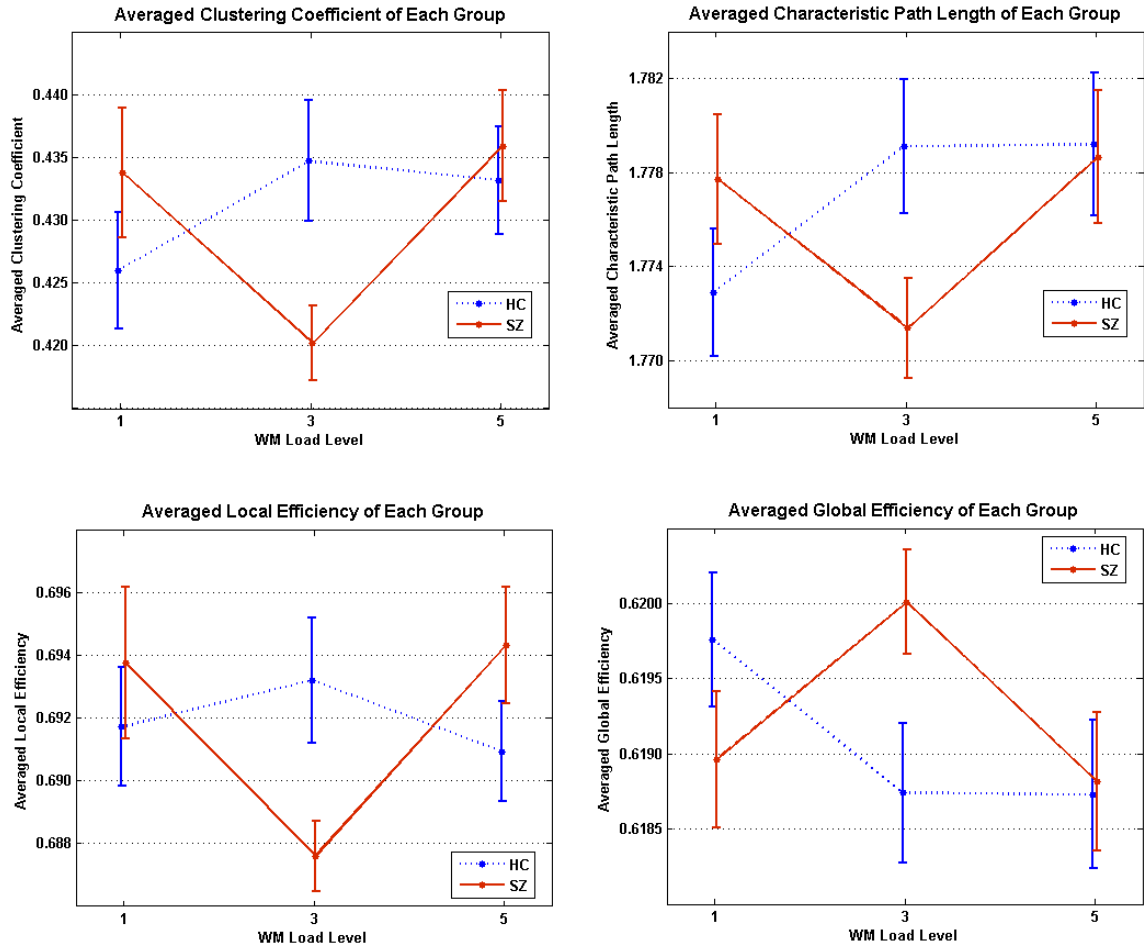 Averaged Clustering Coefficient of Each Group
Averaged Clustering Coefficient
0.440
0.435
0.430
0.425
0.420
HC
SZ
1 3 5
WM Load Level
Averaged Characteristic Path Length of Each Group
Averaged Characteristic Path Length
1.782
1.778
1.774
1.770
HC
SZ
1 3 5
WM Load Level
Averaged Local Efficiency of Each Group
Averaged Local Efficiency
0.696
0.694
0.692
0.690
0.688
HC
SZ
1 3 5
WM Load Level
Averaged Global Efficiency of Each Group
Averaged Global Efficiency
HC
SZ
0.6200
0.6195
0.6190
0.6185
1 3 5
WM Load Level